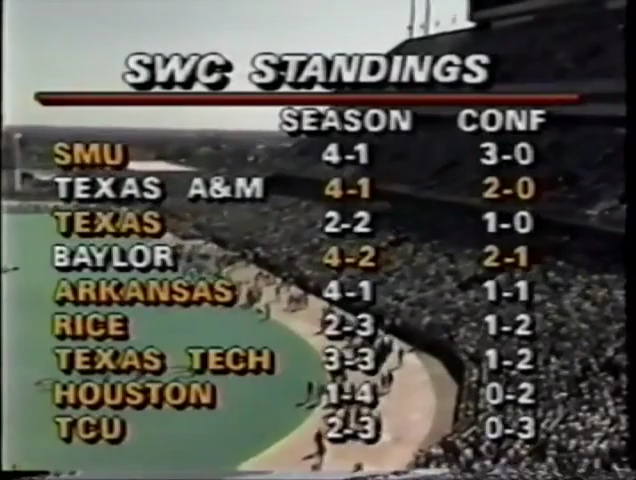 SWC STANDINGS
SEASON CONF
SMU 4-1 3-0
TEXAS A&M 4-1 2-0
TEXAS 2-2 1-0
BAYLOR 4-2 2-1
ARKANSAS 4-1 1-1
RICE 2-3 1-2
TEXAS TECH 3-3 1-2
HOUSTON 1-4 0-2
TCU 2-3 0-3